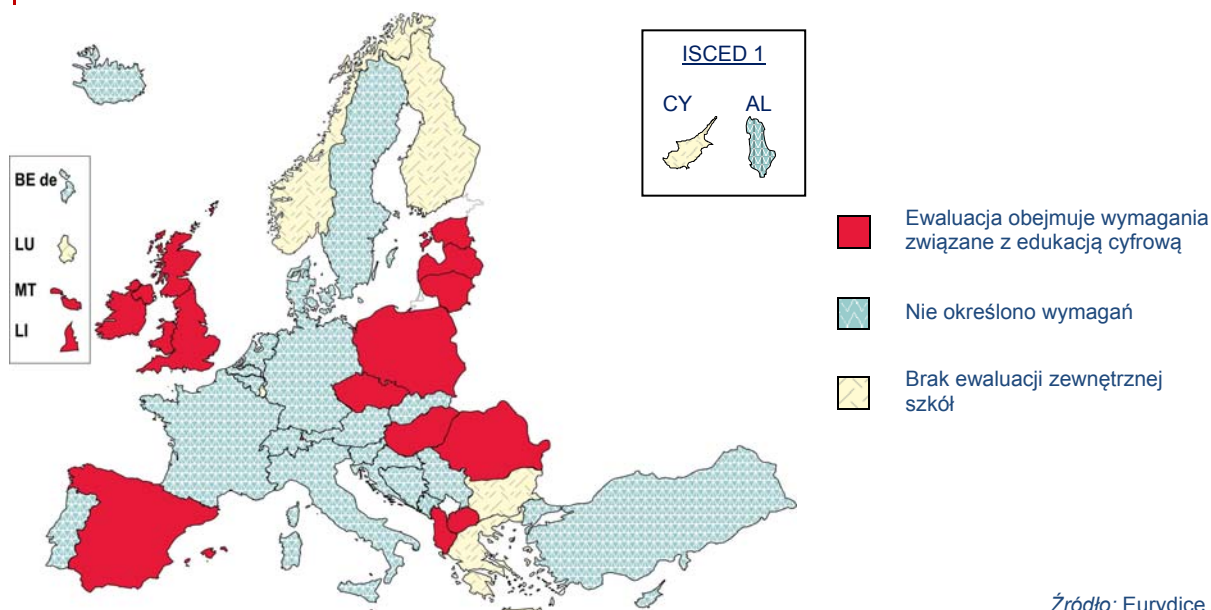 ISCED 1
CY AL
BE de
LU
MT
LI
Ewaluacja obejmuje wymagania
związane z edukacją cyfrową
Nie określono wymagań
Brak ewaluacji zewnętrznej
szkół
Źródło: Eurydice